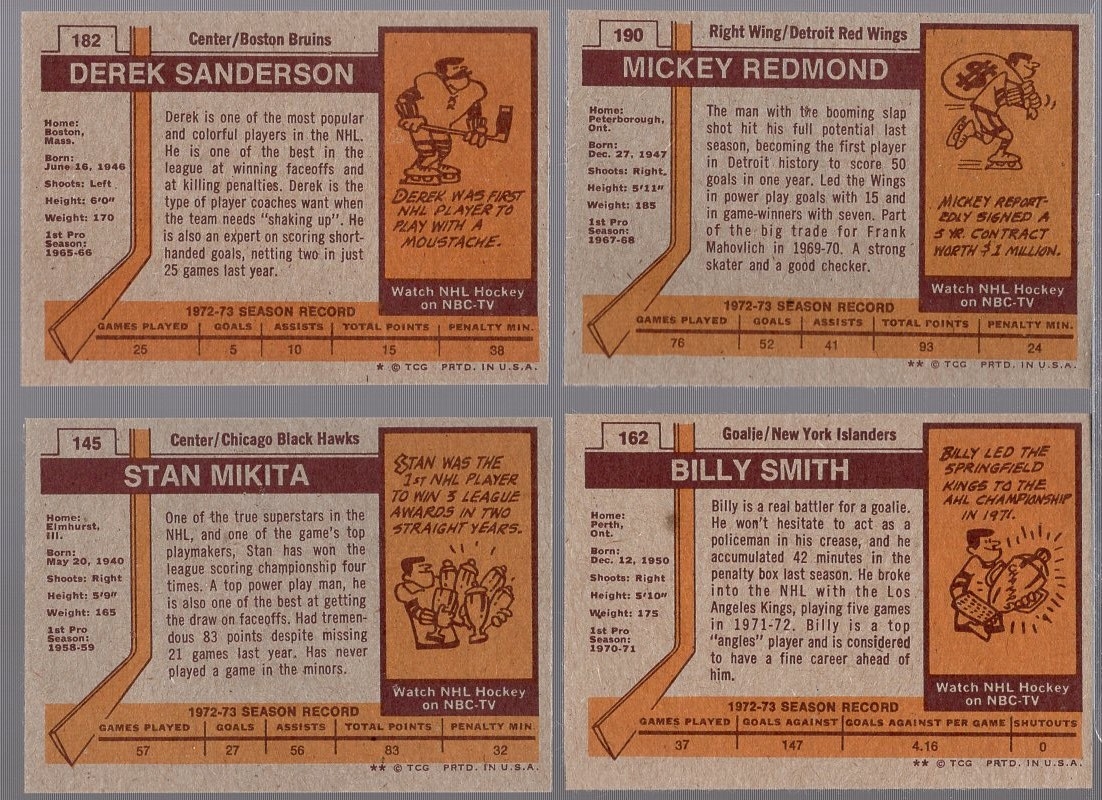 182
Center/Boston Bruins
DEREK SANDERSON
Home:
Boston,
Mass.
Born:
June 16, 1946
Shoots: Left
Height: 6'0"
Weight: 170
1st Pro
Season:
1965-66
Derek is one of the most popular
and colorful players in the NHL.
He is one of the best in the
league at winning faceoffs and
at killing penalties. Derek is the
type of player coaches want when
the team needs "shaking up". He
is also an expert on scoring short-
handed goals, netting two in just
25 games last year.
DEREK WAS FIRST
NHL PLAYER TO
PLAY WITH A
MOUSTACHE.
Watch NHL Hockey
on NBC-TV
1972-73 SEASON RECORD
GAMES PLAYED GOALS ASSISTS TOTAL POINTS PENALTY MIN.
25 5 10 15 38
* © TCG PRTD. IN U.S.A.
190
Right Wing/Detroit Red Wings
MICKEY REDMOND
Home:
Peterborough,
Ont.
Born:
Dec. 27, 1947
Shoots: Right
Height: 5'11"
Weight: 185
1st Pro
Season:
1967-68
The man with the booming slap
shot hit his full potential last
season, becoming the first player
in Detroit history to score 50
goals in one year. Led the Wings
in power play goals with 15 and
in game-winners with seven. Part
of the big trade for Frank
Mahovlich in 1969-70. A strong
skater and a good checker.
$
MICKEY REPORT-
EDLY SIGNED A
5 YR. CONTRACT
WORTH $1 MILLION.
Watch NHL Hockey
on NBC-TV
1972-73 SEASON RECORD
GAMES PLAYED GOALS ASSISTS TOTAL POINTS PENALTY MIN.
76 52 41 93 24
** © TCG PRTD. IN U.S.A.
145
Center/Chicago Black Hawks
STAN MIKITA
Home:
Elmhurst,
Ill.
Born:
May 20, 1940
Shoots: Right
Height: 5'9"
Weight: 165
1st Pro
Season:
1958-59
One of the true superstars in the
NHL, and one of the game's top
playmakers, Stan has won the
league scoring championship four
times. A top power play man, he
is also one of the best at getting
the draw on faceoffs. Had tremen-
dous 83 points despite missing
21 games last year. Has never
played a game in the minors.
STAN WAS THE
1ST NHL PLAYER
TO WIN 3 LEAGUE
AWARDS IN TWO
STRAIGHT YEARS.
Watch NHL Hockey
on NBC-TV
1972-73 SEASON RECORD
GAMES PLAYED GOALS ASSISTS TOTAL POINTS PENALTY MIN.
57 27 56 83 32
** © TCG PRTD. IN U.S.A.
162
Goalie/New York Islanders
BILLY SMITH
Home:
Perth,
Ont.
Born:
Dec. 12, 1950
Shoots: Right
Height: 5'10"
Weight: 175
1st Pro
Season:
1970-71
Billy is a real battler for a goalie.
He won't hesitate to act as a
policeman in his crease, and he
accumulated 42 minutes in the
penalty box last season. He broke
into the NHL with the Los
Angeles Kings, playing five games
in 1971-72. Billy is a top
"angles" player and is considered
to have a fine career ahead of
him.
BILLY LED THE
SPRINGFIELD
KINGS TO THE
AHL CHAMPIONSHIP
IN 1971.
Watch NHL Hockey
on NBC-TV
1972-73 SEASON RECORD
GAMES PLAYED GOALS AGAINST GOALS AGAINST PER GAME SHUTOUTS
37 147 4.16 0
** © TCG PRTD. IN U.S.A.